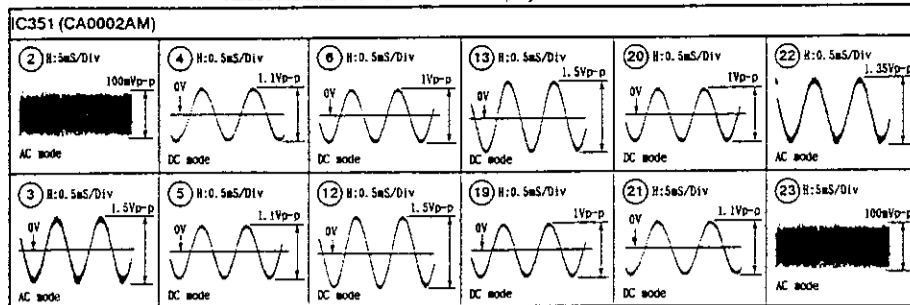 IC351 (CA0002AM)
2 H:5mS/Div
100mVp-p
AC mode
4 H:0.5mS/Div
1.1Vp-p
0V
DC mode
6 H:0.5mS/Div
1Vp-p
0V
DC mode
13 H:0.5mS/Div
1.5Vp-p
0V
DC mode
20 H:0.5mS/Div
1Vp-p
0V
DC mode
22 H:0.5mS/Div
1.35Vp-p
AC mode
3 H:0.5mS/Div
1.5Vp-p
0V
AC mode
5 H:0.5mS/Div
1.1Vp-p
0V
DC mode
12 H:0.5mS/Div
1.5Vp-p
0V
DC mode
19 H:0.5mS/Div
1Vp-p
0V
DC mode
21 H:5mS/Div
1.1Vp-p
0V
DC mode
23 H:5mS/Div
100mVp-p
AC mode